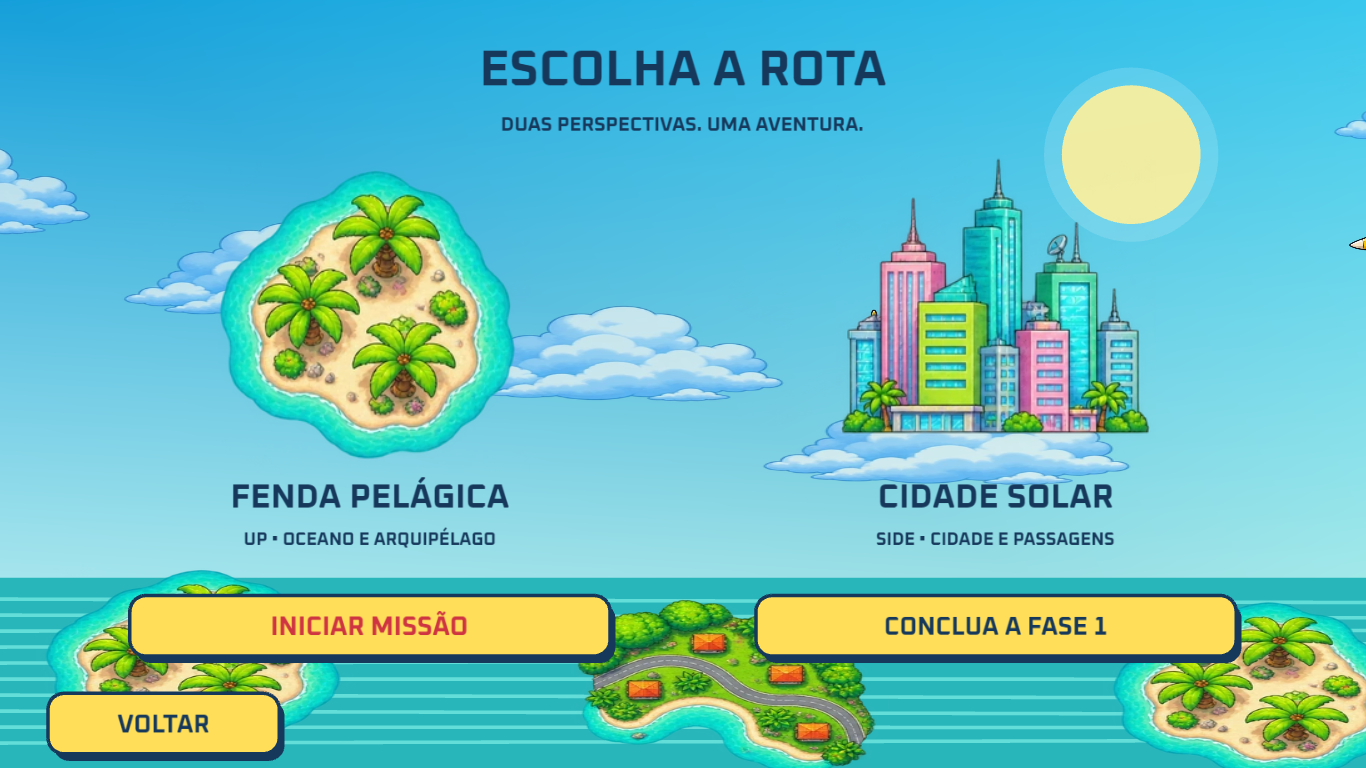 ESCOLHA A ROTA
DUAS PERSPECTIVAS. UMA AVENTURA.
FENDA PELÁGICA
UP • OCEANO E ARQUIPÉLAGO
CIDADE SOLAR
SIDE • CIDADE E PASSAGENS
INICIAR MISSÃO
CONCLUA A FASE 1
VOLTAR